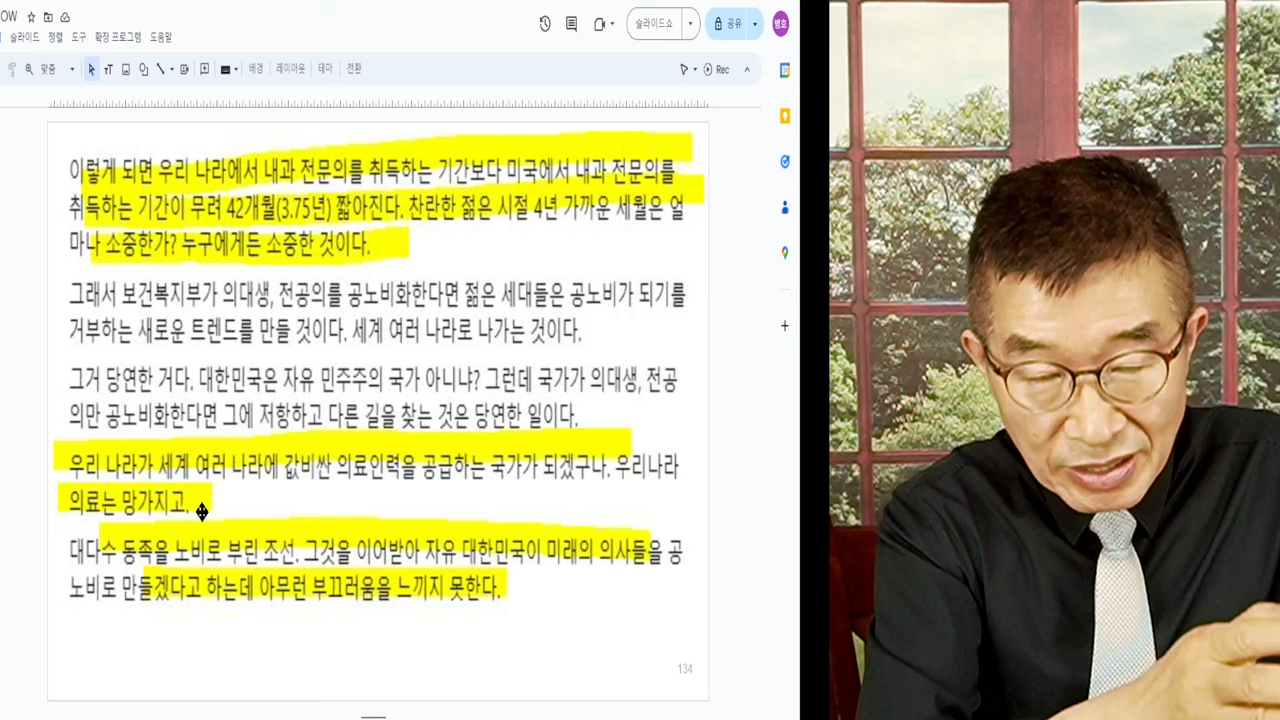 OW
슬라이드 정렬 도구 확장 프로그램 도움말
슬라이드쇼
공유
병호
맞춤
배경 레이아웃 테마 전환
Rec
이렇게 되면 우리 나라에서 내과 전문의를 취득하는 기간보다 미국에서 내과 전문의를
취득하는 기간이 무려 42개월(3.75년) 짧아진다. 찬란한 젊은 시절 4년 가까운 세월은 얼
마나 소중한가? 누구에게든 소중한 것이다.
그래서 보건복지부가 의대생, 전공의를 공노비화한다면 젊은 세대들은 공노비가 되기를
거부하는 새로운 트렌드를 만들 것이다. 세계 여러 나라로 나가는 것이다.
그거 당연한 거다. 대한민국은 자유 민주주의 국가 아니냐? 그런데 국가가 의대생, 전공
의만 공노비화한다면 그에 저항하고 다른 길을 찾는 것은 당연한 일이다.
우리 나라가 세계 여러 나라에 값비싼 의료인력을 공급하는 국가가 되겠구나. 우리나라
의료는 망가지고.
대다수 동족을 노비로 부린 조선. 그것을 이어받아 자유 대한민국이 미래의 의사들을 공
노비로 만들겠다고 하는데 아무런 부끄러움을 느끼지 못한다.
134